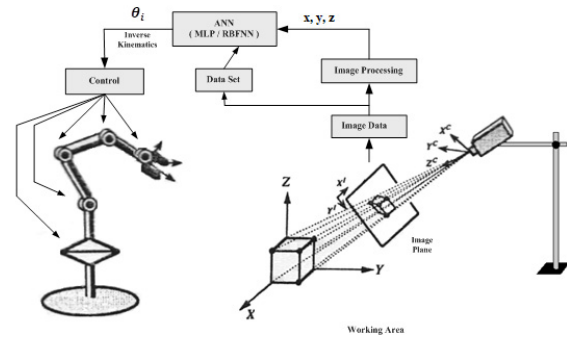 θi
ANN
( MLP / RBFNN )
x, y, z
Inverse
Kinematics
Control
Data Set
Image Processing
Image Data
X^C
Y^C
Z^C
X^I
Y^I
Z
Image
Plane
Y
X
Working Area